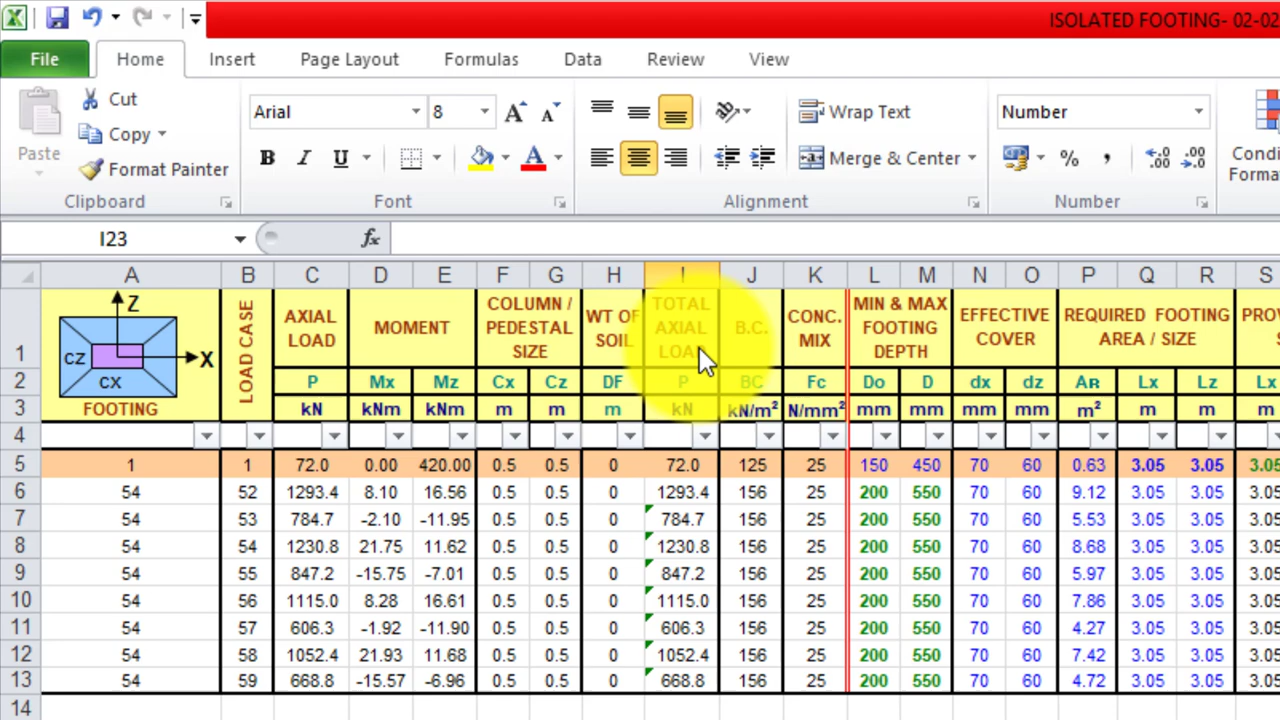 ISOLATED FOOTING- 02-02
File Home Insert Page Layout Formulas Data Review View
Cut
Copy
Format Painter
Paste
Clipboard
Arial 8
B I U A
Font
Wrap Text
Merge & Center
Alignment
Number
% ,
Number
Condi
Forma
I23 fx
A B C D E F G H I J K L M N O P Q R S
1 Z X CZ CX LOAD CASE AXIAL LOAD MOMENT COLUMN / PEDESTAL SIZE WT OF SOIL TOTAL AXIAL LOAD B.C. CONC. MIX MIN & MAX FOOTING DEPTH EFFECTIVE COVER REQUIRED FOOTING AREA / SIZE PROV
2 P Mx Mz Cx Cz DF P BC Fc Do D dx dz AR Lx Lz Lx
3 FOOTING kN kNm kNm m m m kN kN/m² N/mm² mm mm mm mm m² m m m
4
5 1 1 72.0 0.00 420.00 0.5 0.5 0 72.0 125 25 150 450 70 60 0.63 3.05 3.05 3.05
6 54 52 1293.4 8.10 16.56 0.5 0.5 0 1293.4 156 25 200 550 70 60 9.12 3.05 3.05 3.05
7 54 53 784.7 -2.10 -11.95 0.5 0.5 0 784.7 156 25 200 550 70 60 5.53 3.05 3.05 3.05
8 54 54 1230.8 21.75 11.62 0.5 0.5 0 1230.8 156 25 200 550 70 60 8.68 3.05 3.05 3.05
9 54 55 847.2 -15.75 -7.01 0.5 0.5 0 847.2 156 25 200 550 70 60 5.97 3.05 3.05 3.05
10 54 56 1115.0 8.28 16.61 0.5 0.5 0 1115.0 156 25 200 550 70 60 7.86 3.05 3.05 3.05
11 54 57 606.3 -1.92 -11.90 0.5 0.5 0 606.3 156 25 200 550 70 60 4.27 3.05 3.05 3.05
12 54 58 1052.4 21.93 11.68 0.5 0.5 0 1052.4 156 25 200 550 70 60 7.42 3.05 3.05 3.05
13 54 59 668.8 -15.57 -6.96 0.5 0.5 0 668.8 156 25 200 550 70 60 4.72 3.05 3.05 3.05
14